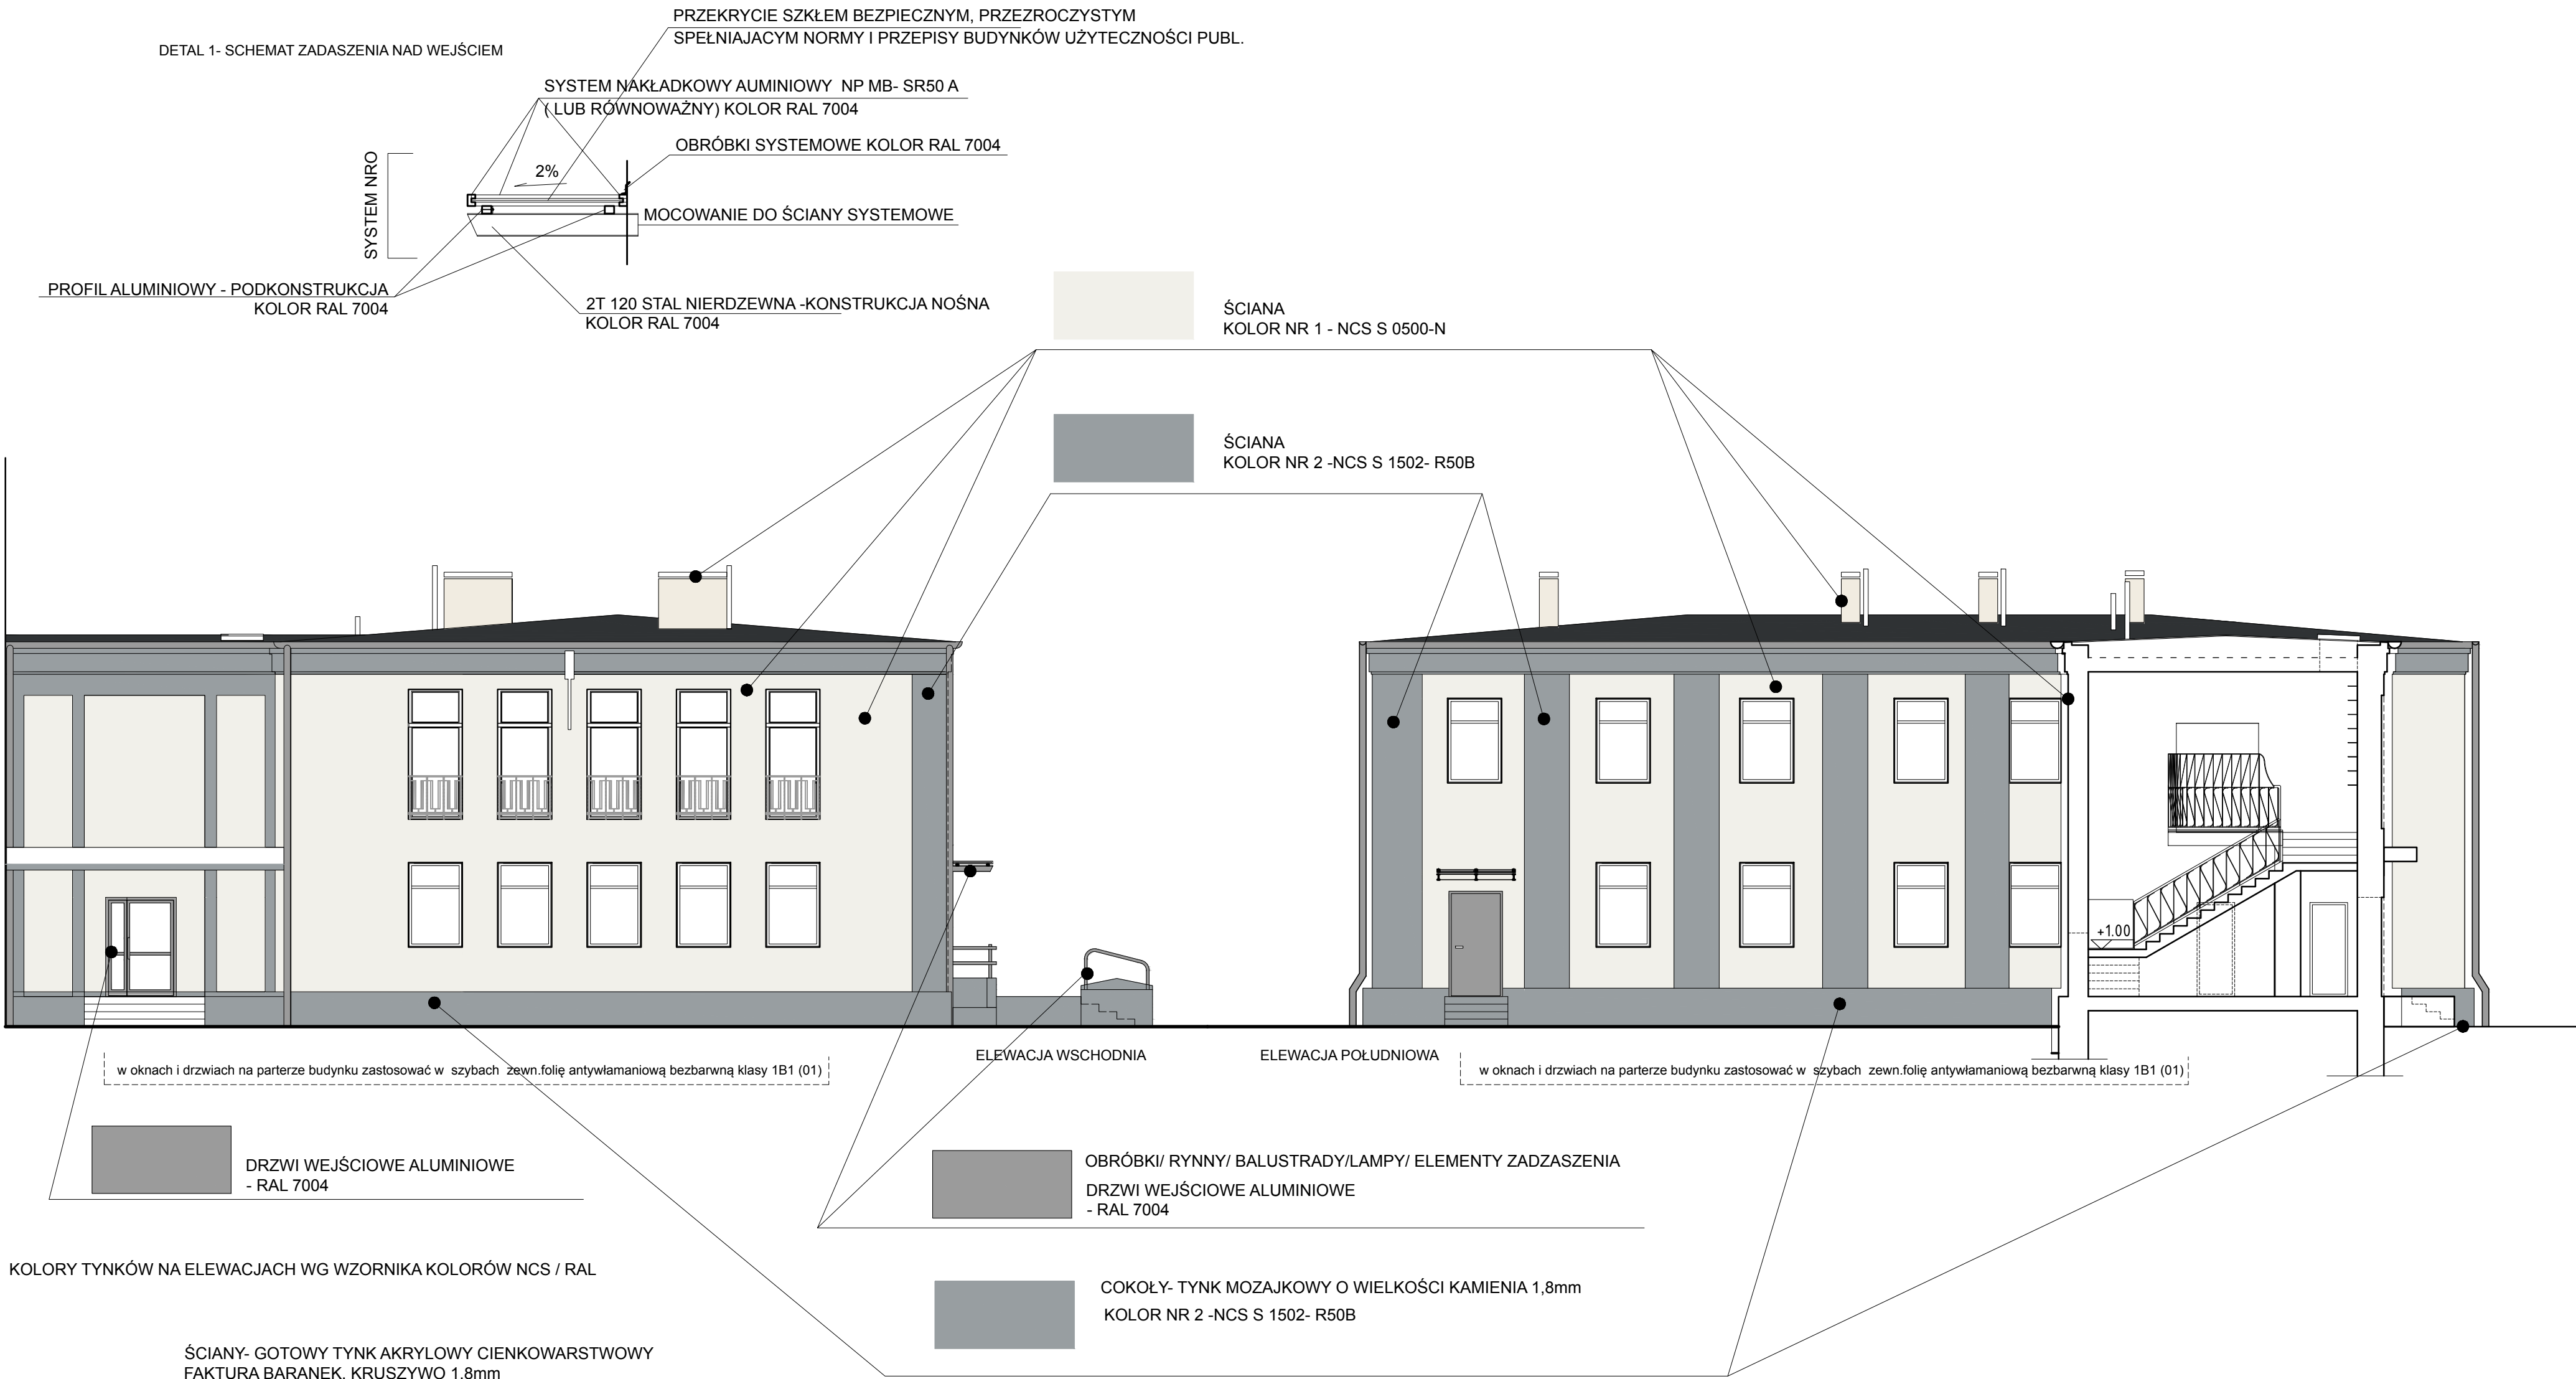 PRZEKRYCIE SZKŁEM BEZPIECZNYM, PRZEZROCZYSTYM
SPEŁNIAJACYM NORMY I PRZEPISY BUDYNKÓW UŻYTECZNOŚCI PUBL.
DETAL 1- SCHEMAT ZADASZENIA NAD WEJŚCIEM
SYSTEM NAKŁADKOWY AUMINIOWY NP MB- SR50 A
( LUB RÓWNOWAŻNY) KOLOR RAL 7004
OBRÓBKI SYSTEMOWE KOLOR RAL 7004
2%
SYSTEM NRO
MOCOWANIE DO ŚCIANY SYSTEMOWE
PROFIL ALUMINIOWY - PODKONSTRUKCJA
KOLOR RAL 7004
2T 120 STAL NIERDZEWNA -KONSTRUKCJA NOŚNA
KOLOR RAL 7004
ŚCIANA
KOLOR NR 1 - NCS S 0500-N
ŚCIANA
KOLOR NR 2 -NCS S 1502- R50B
+1.00
ELEWACJA WSCHODNIA
ELEWACJA POŁUDNIOWA
w oknach i drzwiach na parterze budynku zastosować w szybach zewn.folię antywłamaniową bezbarwną klasy 1B1 (01)
w oknach i drzwiach na parterze budynku zastosować w szybach zewn.folię antywłamaniową bezbarwną klasy 1B1 (01)
DRZWI WEJŚCIOWE ALUMINIOWE
- RAL 7004
OBRÓBKI/ RYNNY/ BALUSTRADY/LAMPY/ ELEMENTY ZADZASZENIA
DRZWI WEJŚCIOWE ALUMINIOWE
- RAL 7004
KOLORY TYNKÓW NA ELEWACJACH WG WZORNIKA KOLORÓW NCS / RAL
COKOŁY- TYNK MOZAJKOWY O WIELKOŚCI KAMIENIA 1,8mm
KOLOR NR 2 -NCS S 1502- R50B
ŚCIANY- GOTOWY TYNK AKRYLOWY CIENKOWARSTWOWY
FAKTURA BARANEK, KRUSZYWO 1,8mm